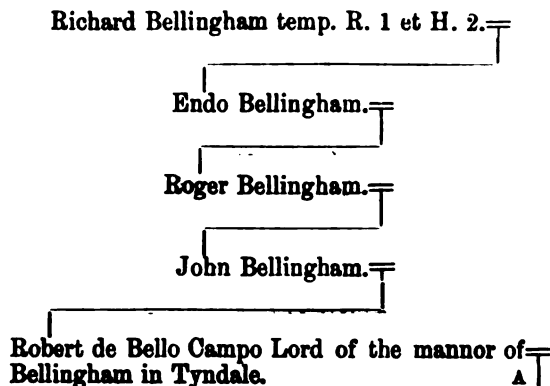 Richard Bellingham temp. R. 1 et H. 2.
Endo Bellingham.
Roger Bellingham.
John Bellingham.
Robert de Bello Campo Lord of the mannor of
Bellingham in Tyndale. A